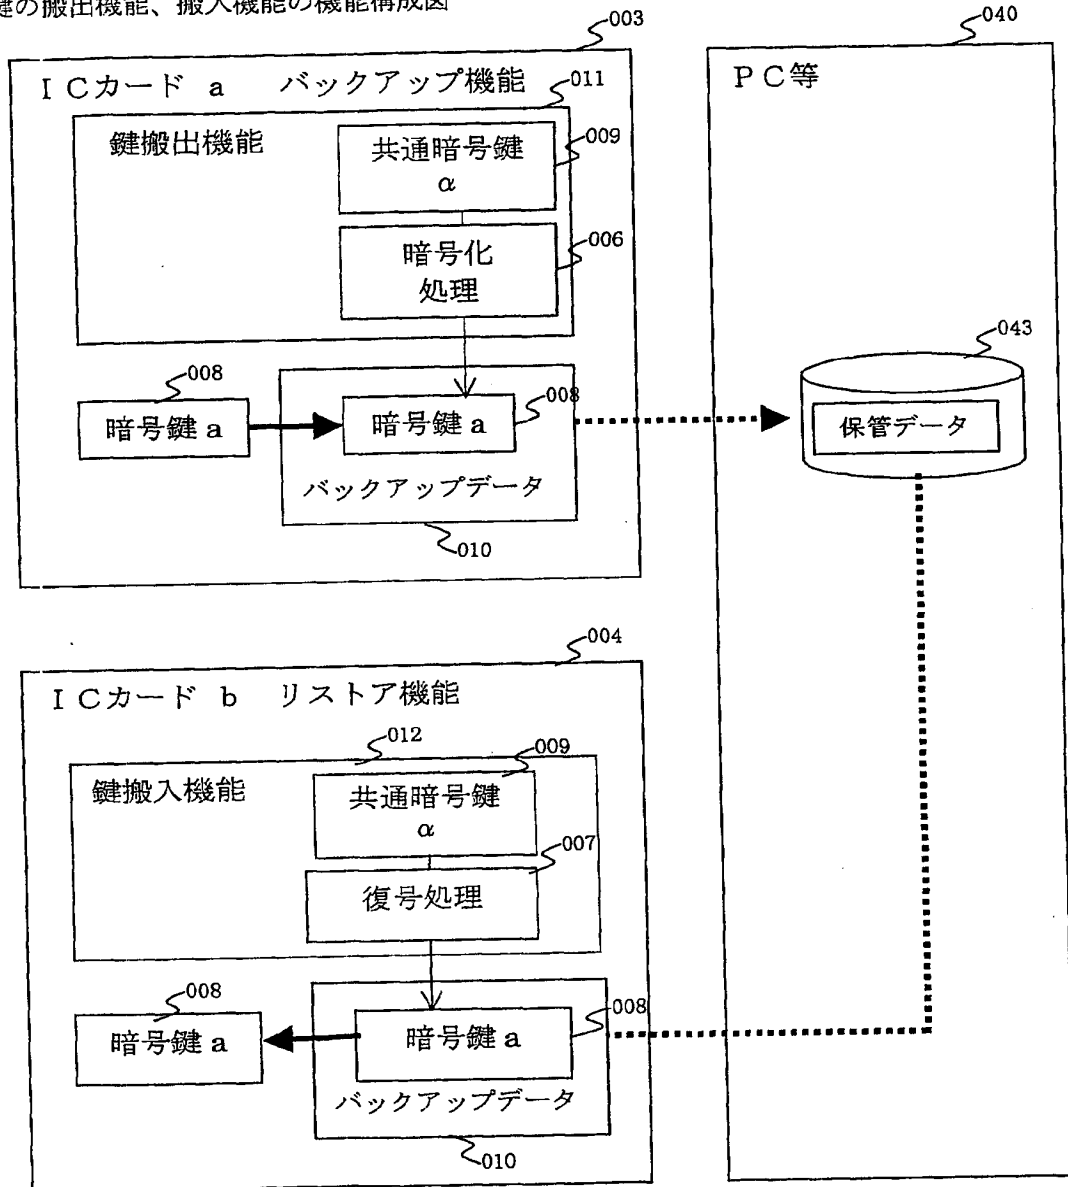 鍵の搬出機能、搬入機能の機能構成図
003
040
ＩＣカード a バックアップ機能
011
ＰＣ等
鍵搬出機能
共通暗号鍵
α
009
暗号化
処理
006
043
008
暗号鍵 a
暗号鍵 a
008
保管データ
バックアップデータ
010
004
ＩＣカード b リストア機能
012
009
鍵搬入機能
共通暗号鍵
α
007
復号処理
008
暗号鍵 a
暗号鍵 a
008
バックアップデータ
010